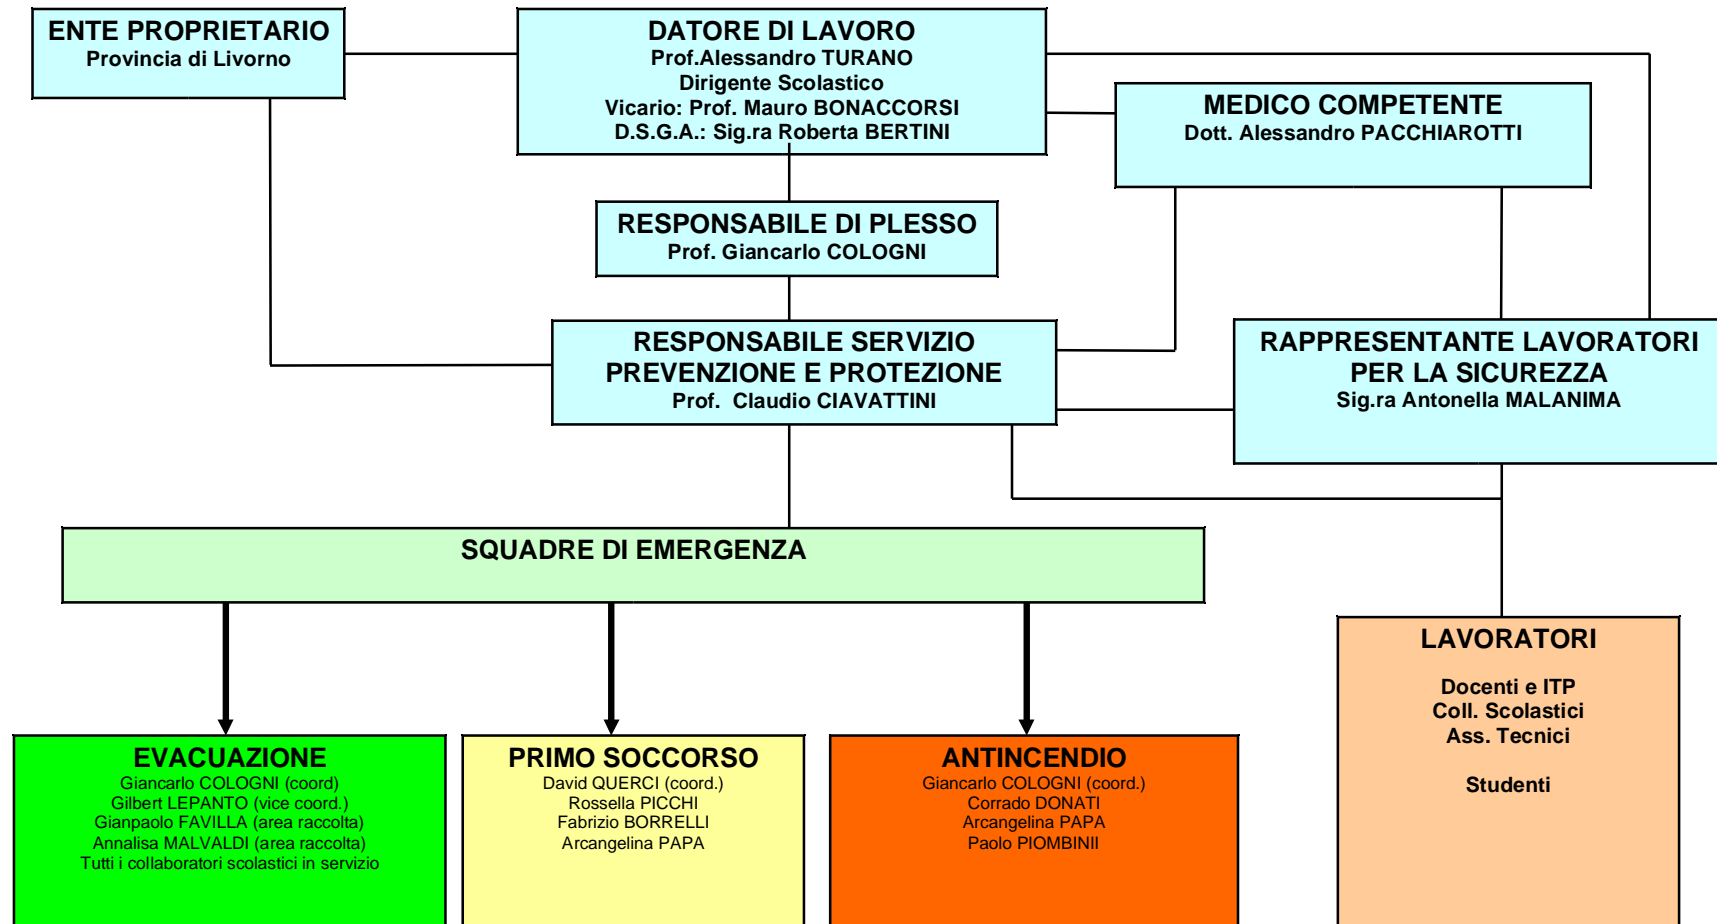 ENTE PROPRIETARIO
Provincia di Livorno
DATORE DI LAVORO
Prof.Alessandro TURANO
Dirigente Scolastico
Vicario: Prof. Mauro BONACCORSI
D.S.G.A.: Sig.ra Roberta BERTINI
MEDICO COMPETENTE
Dott. Alessandro PACCHIAROTTI
RESPONSABILE DI PLESSO
Prof. Giancarlo COLOGNI
RESPONSABILE SERVIZIO
PREVENZIONE E PROTEZIONE
Prof. Claudio CIAVATTINI
RAPPRESENTANTE LAVORATORI
PER LA SICUREZZA
Sig.ra Antonella MALANIMA
SQUADRE DI EMERGENZA
EVACUAZIONE
Giancarlo COLOGNI (coord)
Gilbert LEPANTO (vice coord.)
Gianpaolo FAVILLA (area raccolta)
Annalisa MALVALDI (area raccolta)
Tutti i collaboratori scolastici in servizio
PRIMO SOCCORSO
David QUERCI (coord.)
Rossella PICCHI
Fabrizio BORRELLI
Arcangelina PAPA
ANTINCENDIO
Giancarlo COLOGNI (coord.)
Corrado DONATI
Arcangelina PAPA
Paolo PIOMBINII
LAVORATORI
Docenti e ITP
Coll. Scolastici
Ass. Tecnici
Studenti